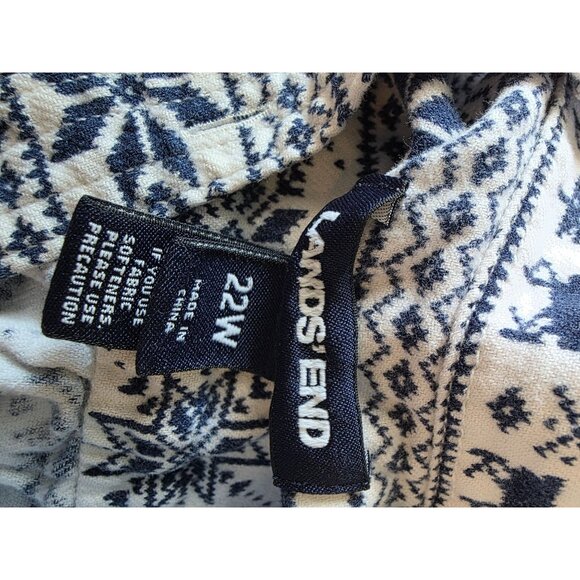 LANDS' END
22W
MADE IN
CHINA
IF YOU USE
FABRIC
SOFTENERS
PLEASE USE
PRECAUTION